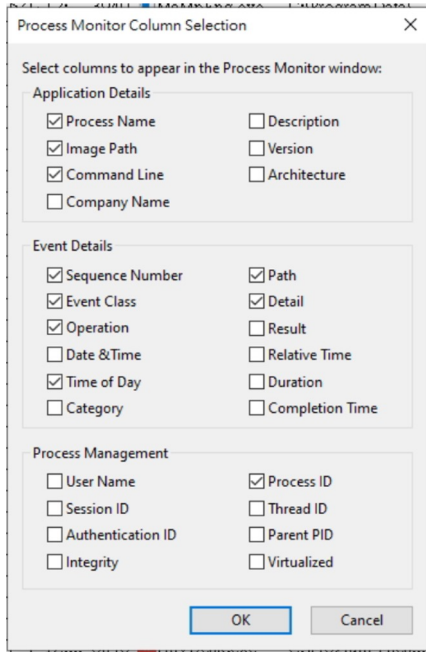 Process Monitor Column Selection
Select columns to appear in the Process Monitor window:
Application Details
Process Name Description
Image Path Version
Command Line Architecture
Company Name
Event Details
Sequence Number Path
Event Class Detail
Operation Result
Date &Time Relative Time
Time of Day Duration
Category Completion Time
Process Management
User Name Process ID
Session ID Thread ID
Authentication ID Parent PID
Integrity Virtualized
OK Cancel